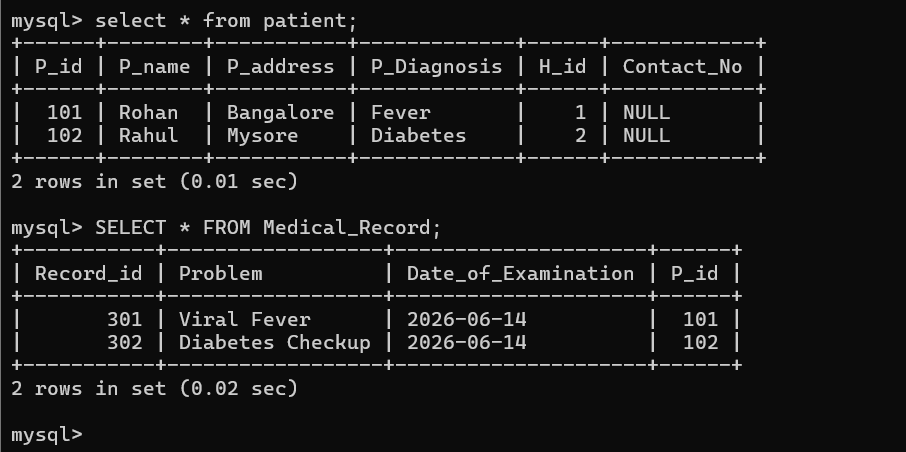 mysql> select * from patient;
+------+--------+-----------+-------------+------+------------+
| P_id | P_name | P_address | P_Diagnosis | H_id | Contact_No |
+------+--------+-----------+-------------+------+------------+
|  101 | Rohan  | Bangalore | Fever       |    1 | NULL       |
|  102 | Rahul  | Mysore    | Diabetes    |    2 | NULL       |
+------+--------+-----------+-------------+------+------------+
2 rows in set (0.01 sec)
mysql> SELECT * FROM Medical_Record;
+-----------+------------------+---------------------+------+
| Record_id | Problem          | Date_of_Examination | P_id |
+-----------+------------------+---------------------+------+
|       301 | Viral Fever      | 2026-06-14          |  101 |
|       302 | Diabetes Checkup | 2026-06-14          |  102 |
+-----------+------------------+---------------------+------+
2 rows in set (0.02 sec)
mysql>